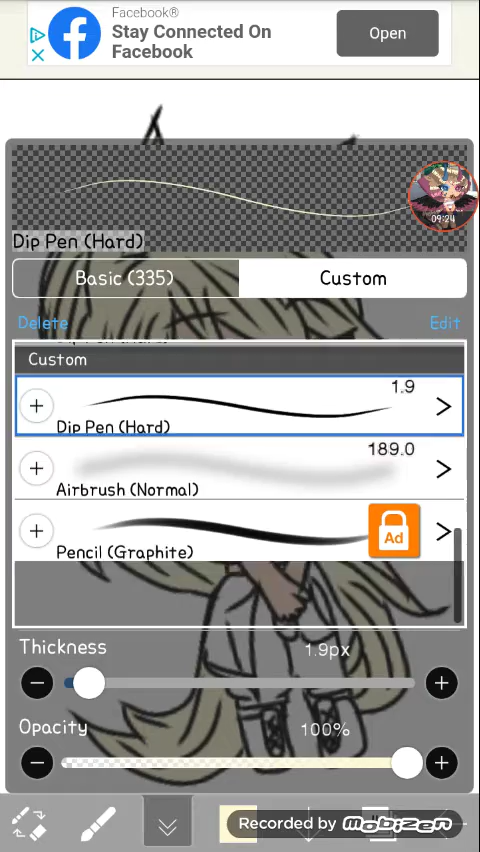 Facebook®
Stay Connected On
Facebook
Open
09:24
Dip Pen (Hard)
Basic (335)
Custom
Delete
Edit
Custom
1.9
Dip Pen (Hard)
189.0
Airbrush (Normal)
Ad
Pencil (Graphite)
Thickness
1.9px
Opacity
100%
Recorded by mobizen